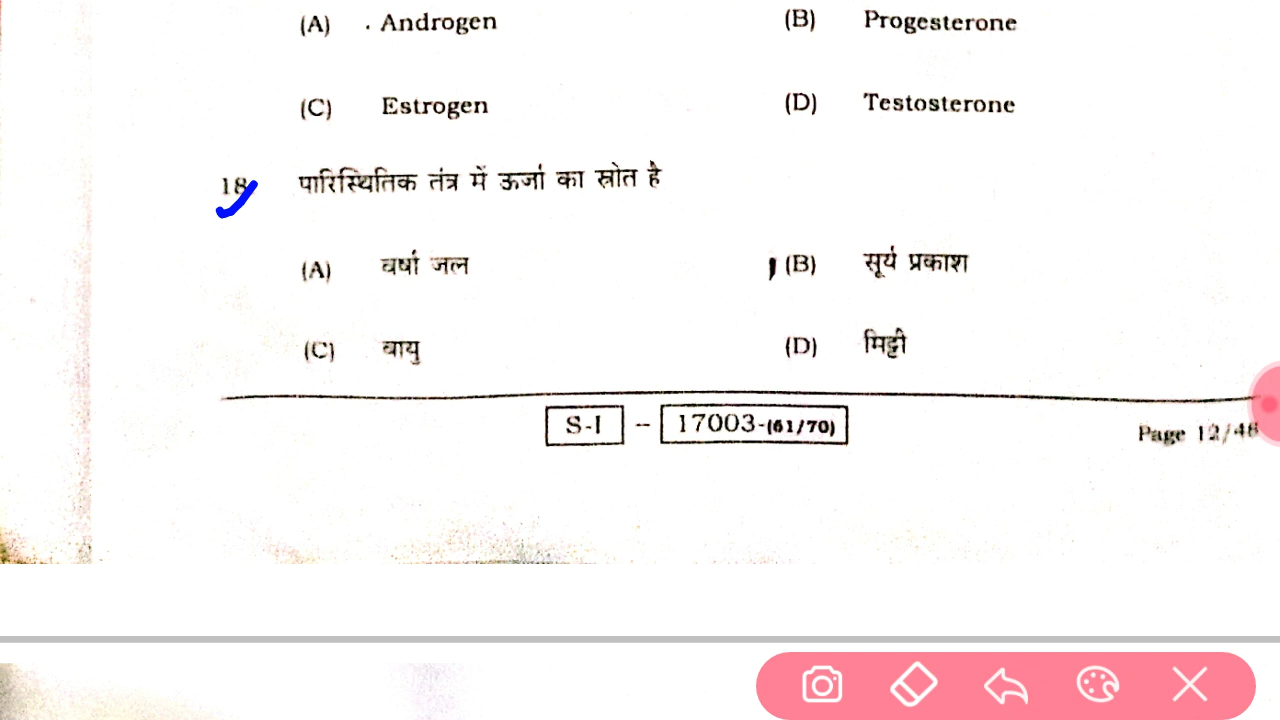 (A) . Androgen (B) Progesterone
(C) Estrogen (D) Testosterone
18. पारिस्थितिक तंत्र में ऊर्जा का स्रोत है
(A) वर्षा जल (B) सूर्य प्रकाश
(C) वायु (D) मिट्टी
S-I – 17003-(61/70)
Page 12/48